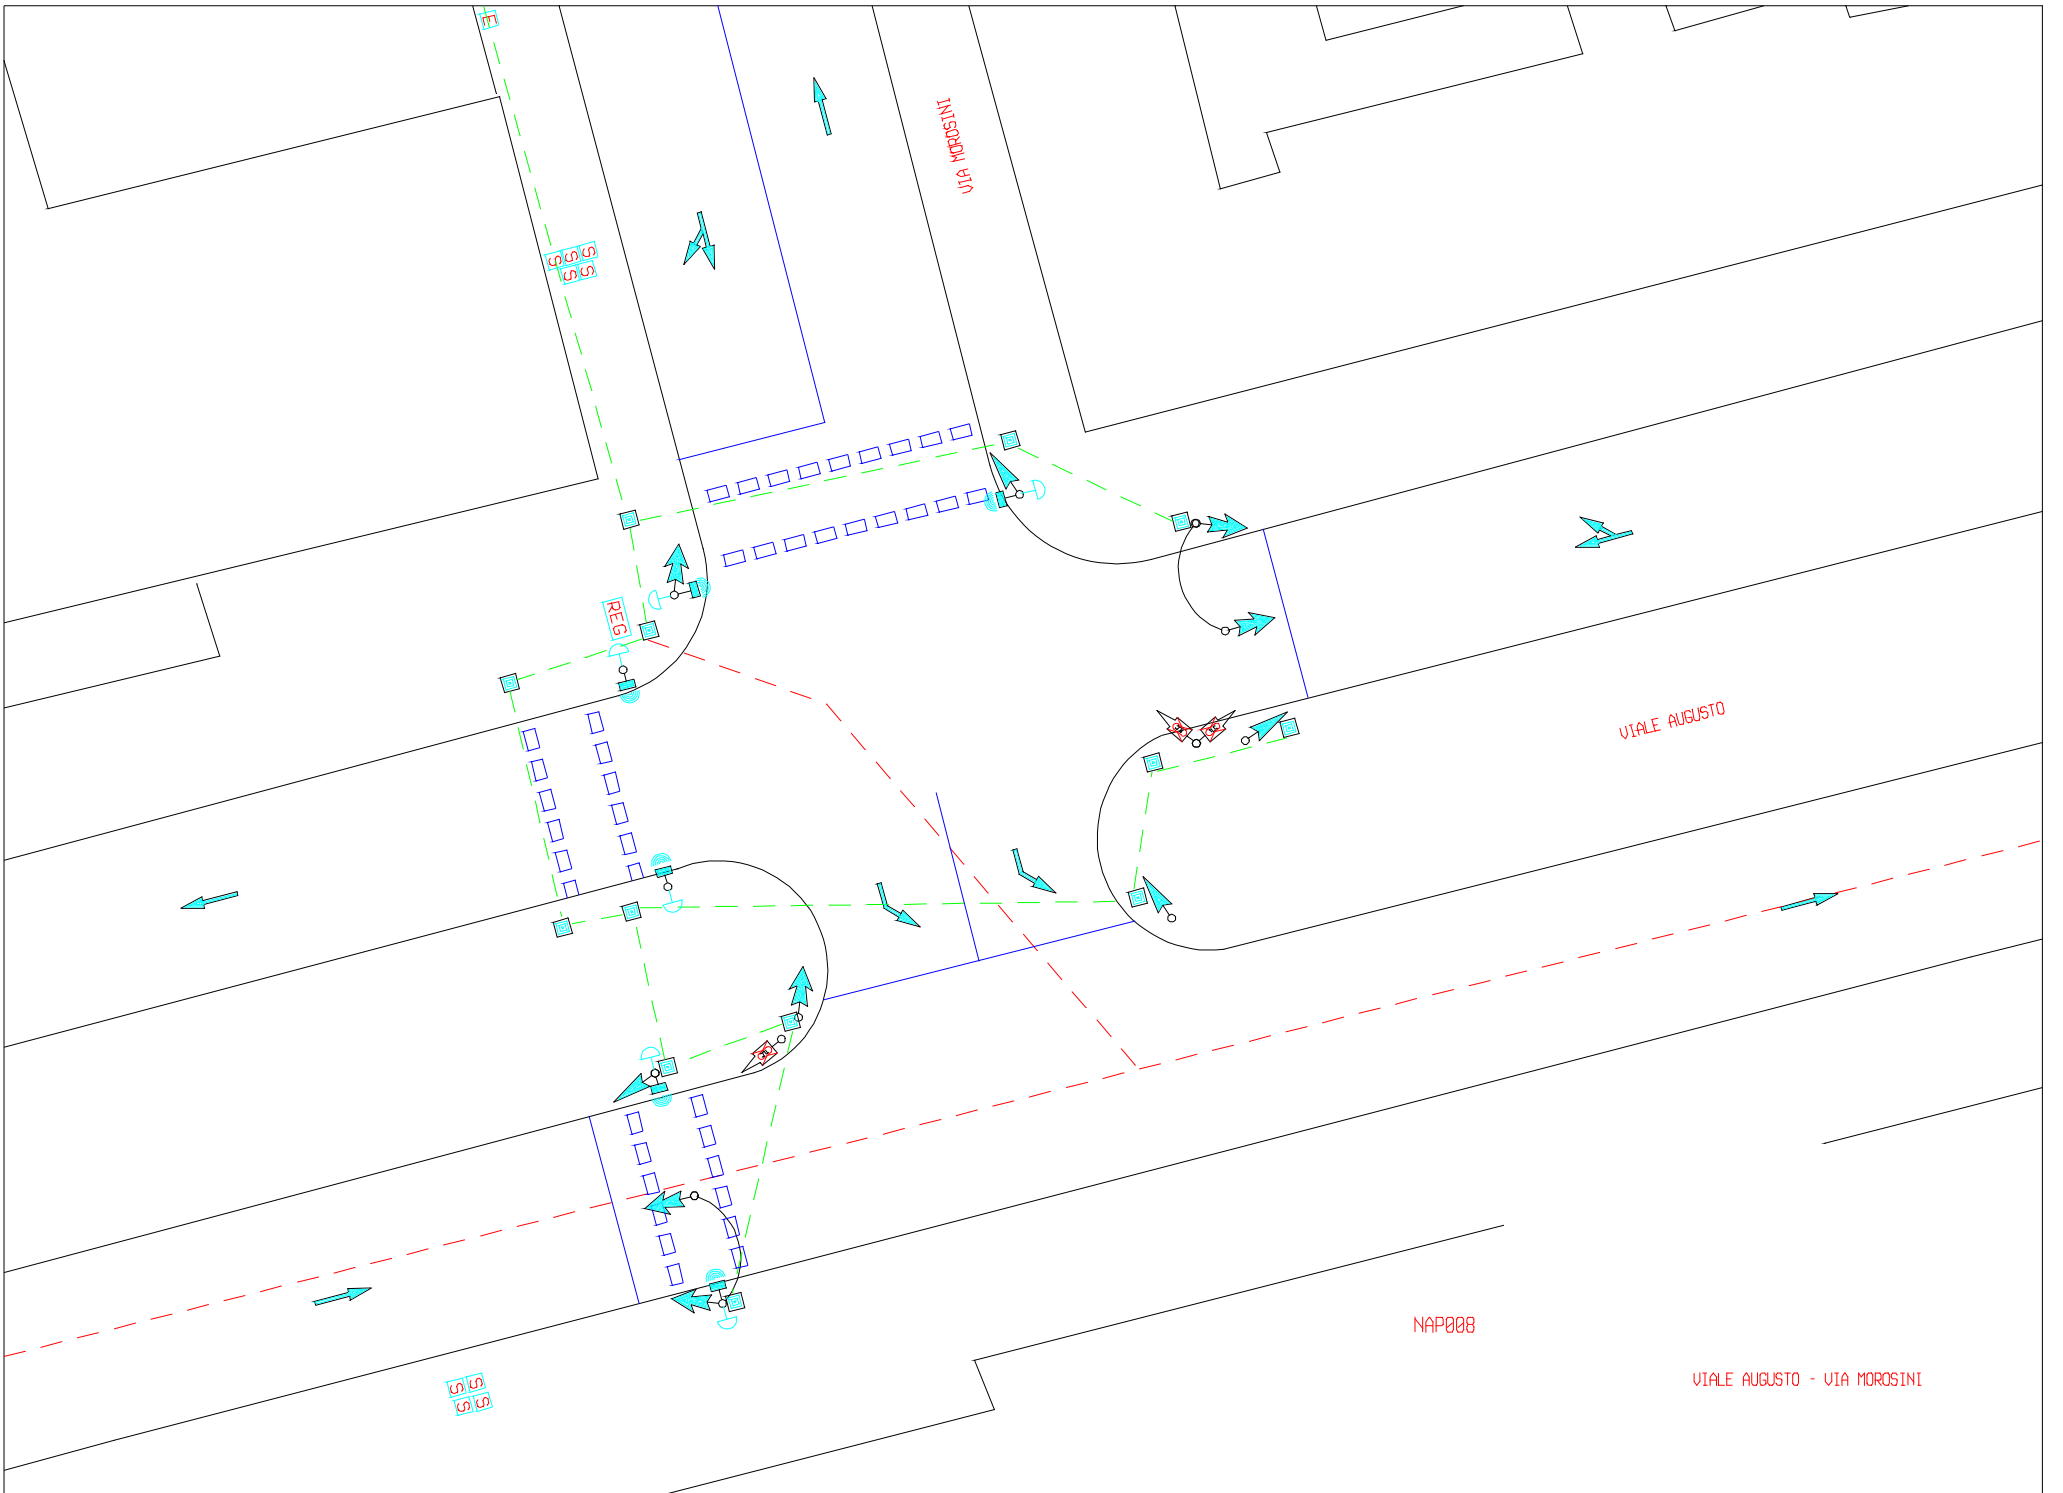 E
VIA MOROSINI
S S S
S S
REG
VIALE AUGUSTO
NAP008
VIALE AUGUSTO - VIA MOROSINI
S S
S S